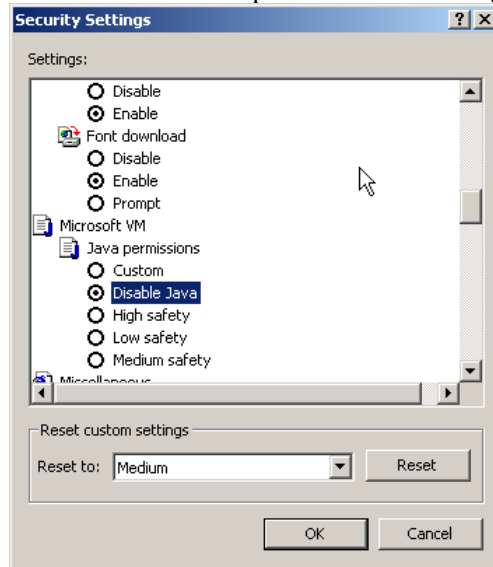 Security Settings
Settings:
Disable
Enable
Font download
Disable
Enable
Prompt
Microsoft VM
Java permissions
Custom
Disable Java
High safety
Low safety
Medium safety
Miscellaneous
Reset custom settings
Reset to: Medium Reset
OK Cancel